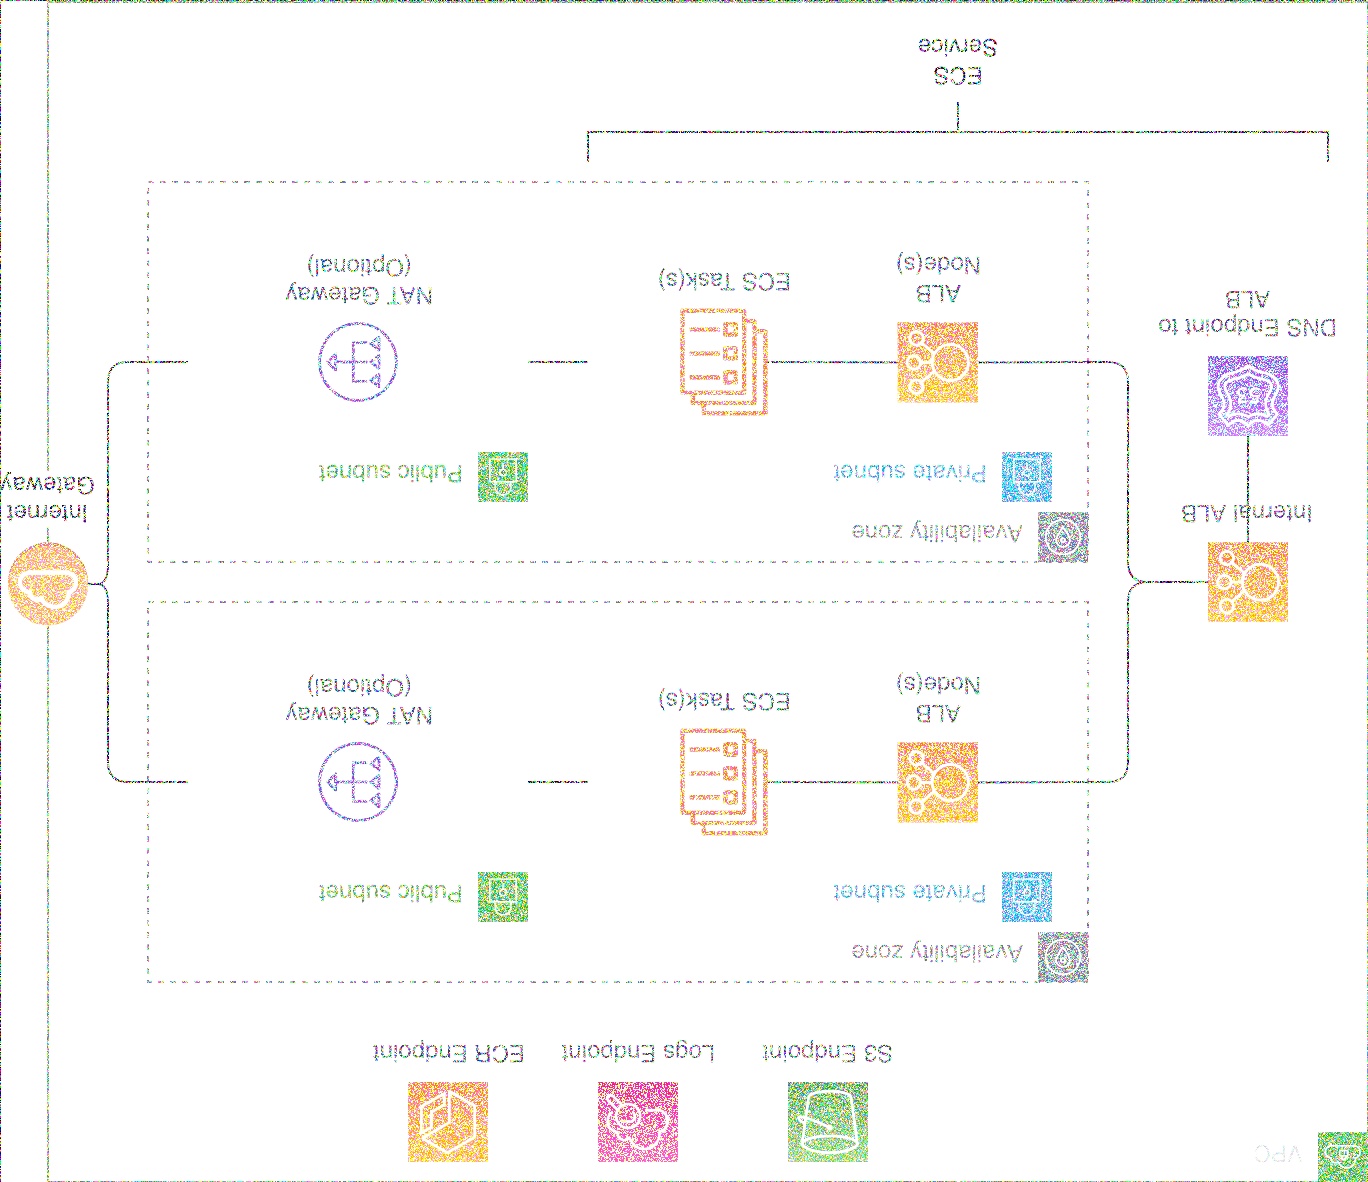 VPC
S3 Endpoint
Logs Endpoint
ECR Endpoint
Availability zone
Private subnet
Public subnet
ALB
Node(s)
ECS Task(s)
NAT Gateway
(Optional)
Internal ALB
DNS Endpoint to
ALB
Internet
Gateway
Availability zone
Private subnet
Public subnet
ALB
Node(s)
ECS Task(s)
NAT Gateway
(Optional)
ECS
Service